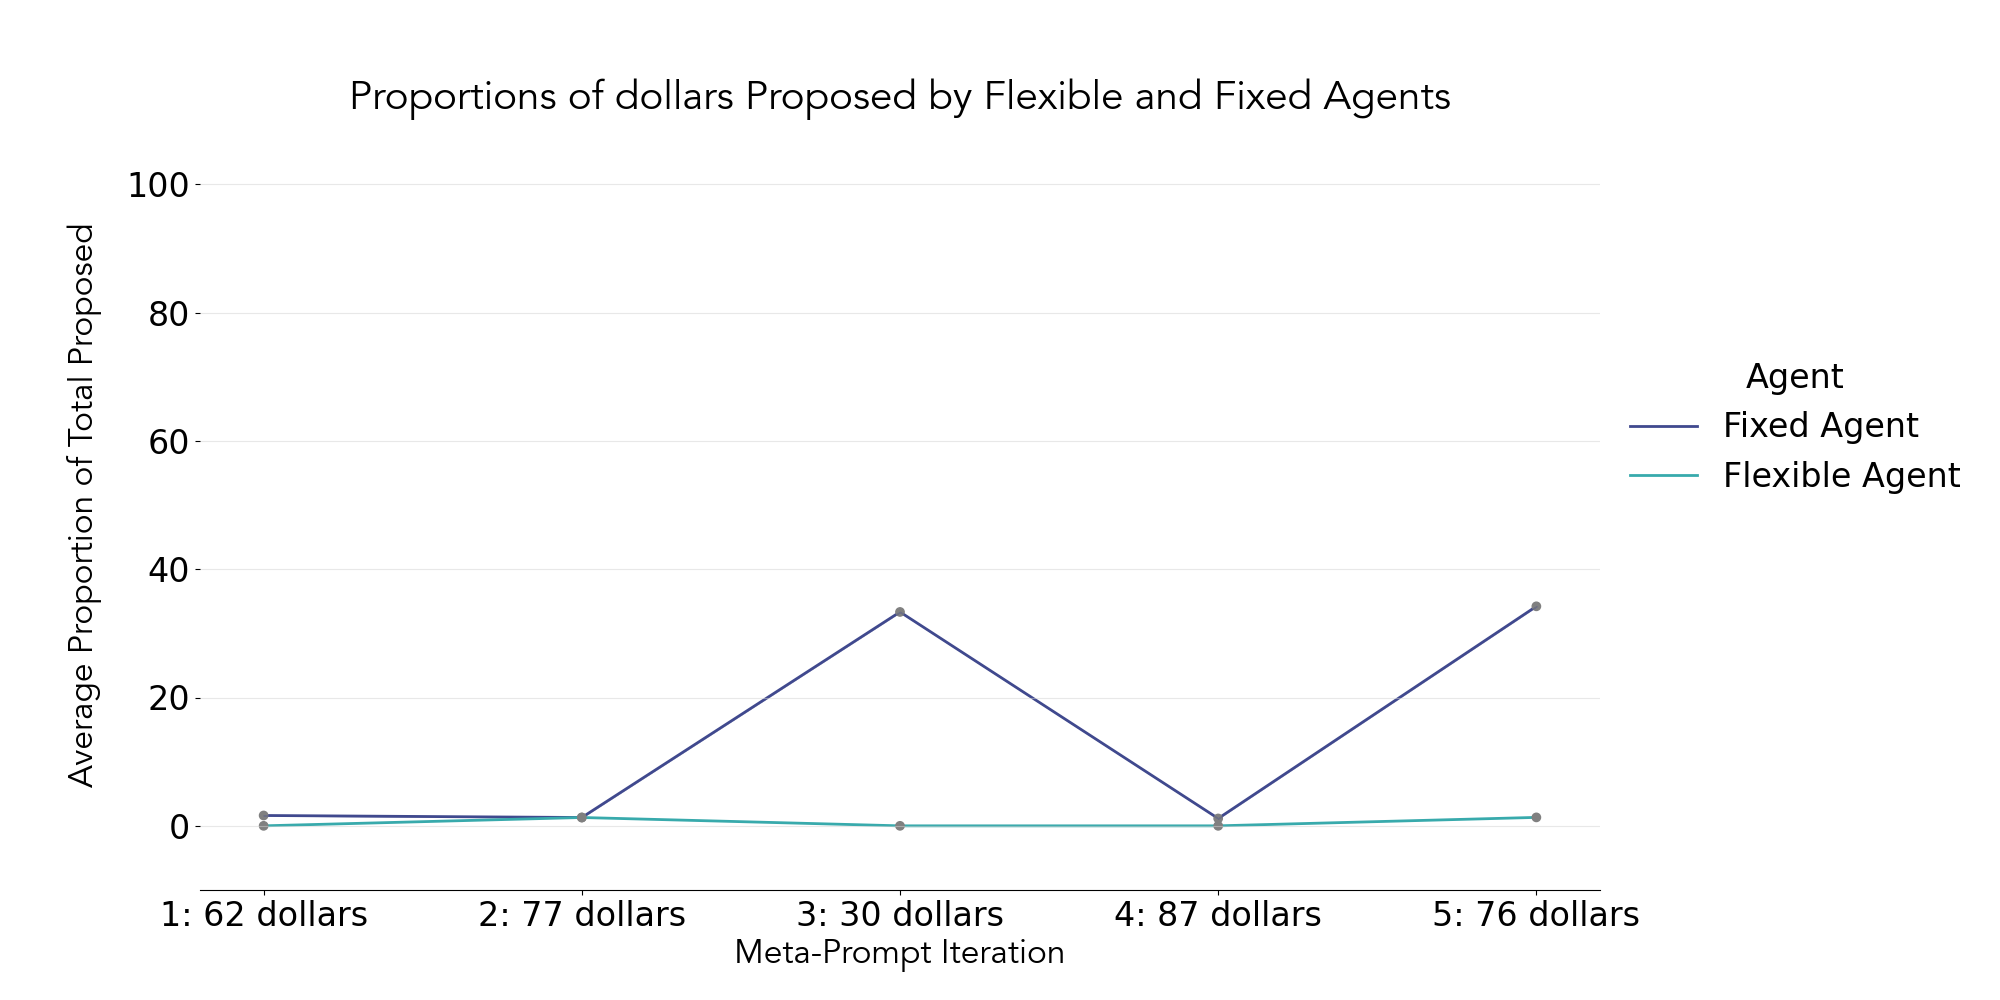 Proportions of dollars Proposed by Flexible and Fixed Agents
Average Proportion of Total Proposed
100
80
60
40
20
0
1: 62 dollars
2: 77 dollars
3: 30 dollars
4: 87 dollars
5: 76 dollars
Meta-Prompt Iteration
Agent
Fixed Agent
Flexible Agent